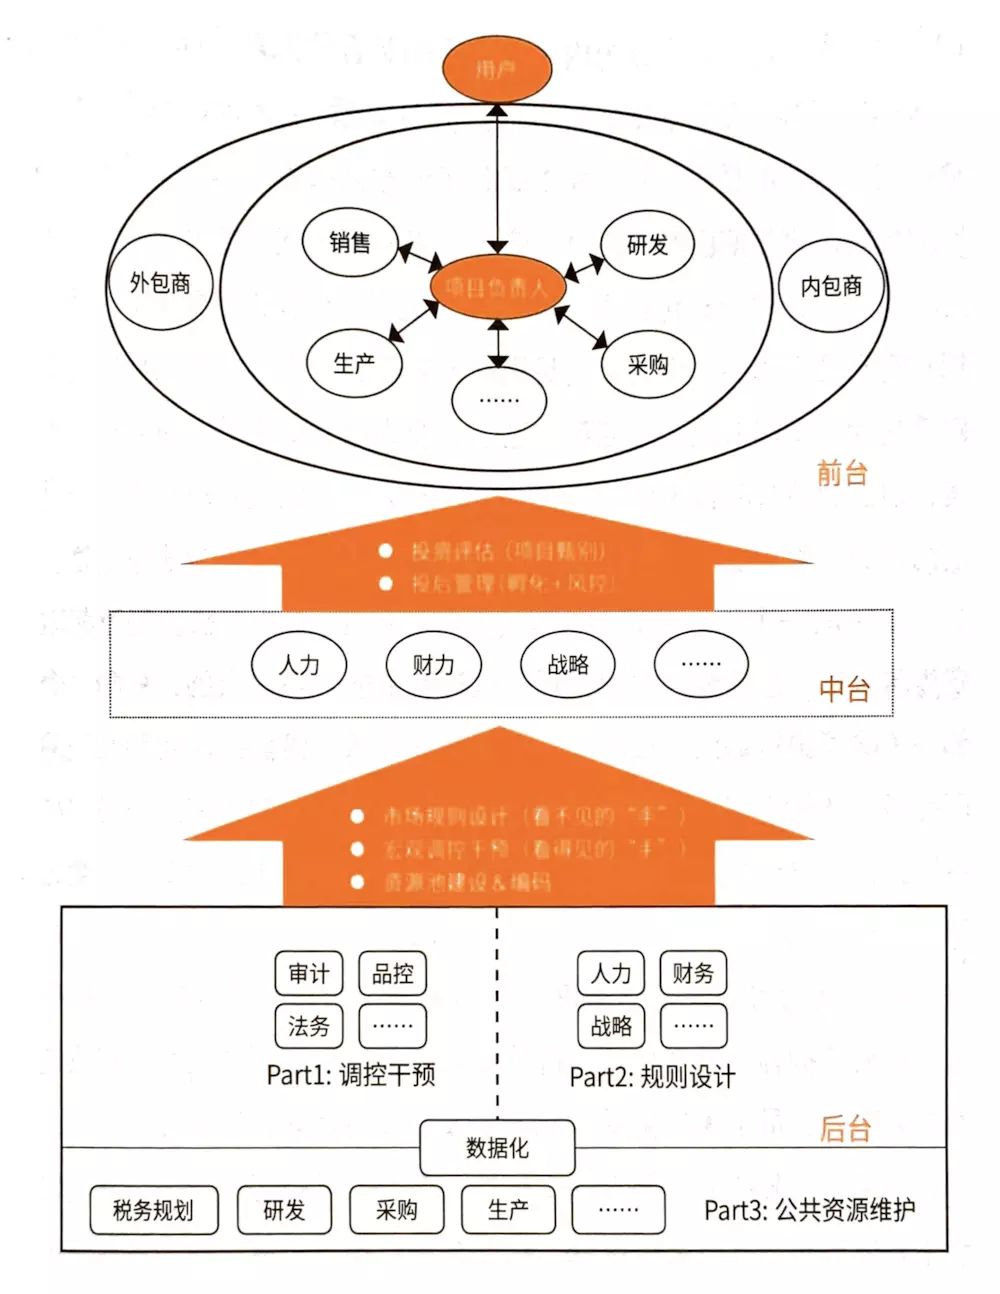 用户
销售
研发
外包商
项目负责人
内包商
生产
采购
……
前台
投资评估（项目甄别）
投后管理(孵化+风控)
人力
财力
战略
……
中台
市场规则设计（看不见的“手”）
宏观调控干预（看得见的“手”）
资源池建设&编码
审计
品控
人力
财务
法务
……
战略
……
Part1: 调控干预
Part2: 规则设计
后台
数据化
税务规划
研发
采购
生产
……
Part3: 公共资源维护